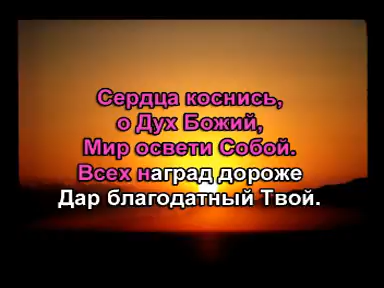 Сердца коснись,
о Дух Божий,
Мир освети Собой.
Всех наград дороже
Дар благодатный Твой.